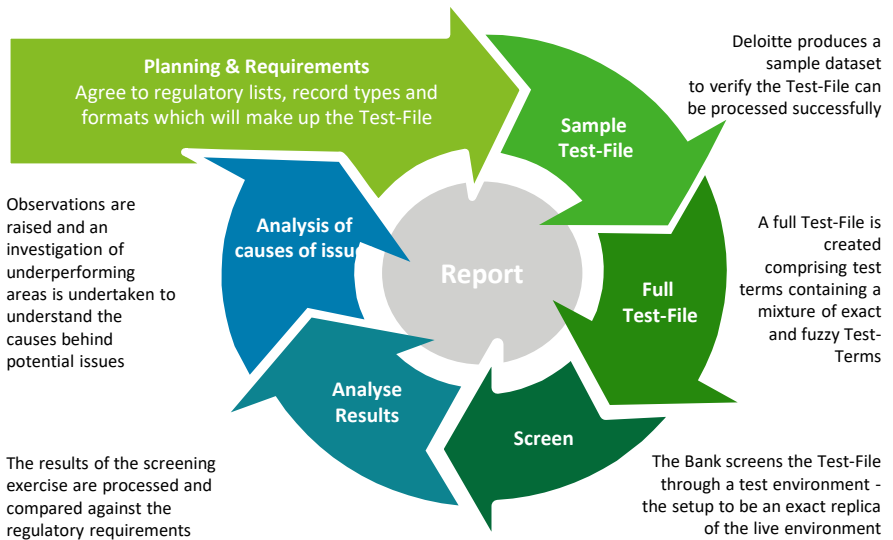 Planning & Requirements
Agree to regulatory lists, record types and
formats which will make up the Test-File
Deloitte produces a
sample dataset
to verify the Test-File can
be processed successfully
Sample
Test-File
A full Test-File is
created
comprising test
terms containing a
mixture of exact
and fuzzy Test-
Terms
Full
Test-File
Screen
The Bank screens the Test-File
through a test environment -
the setup to be an exact replica
of the live environment
Analyse
Results
The results of the screening
exercise are processed and
compared against the
regulatory requirements
Analysis of
causes of issu
Observations are
raised and an
investigation of
underperforming
areas is undertaken to
understand the
causes behind
potential issues
Report